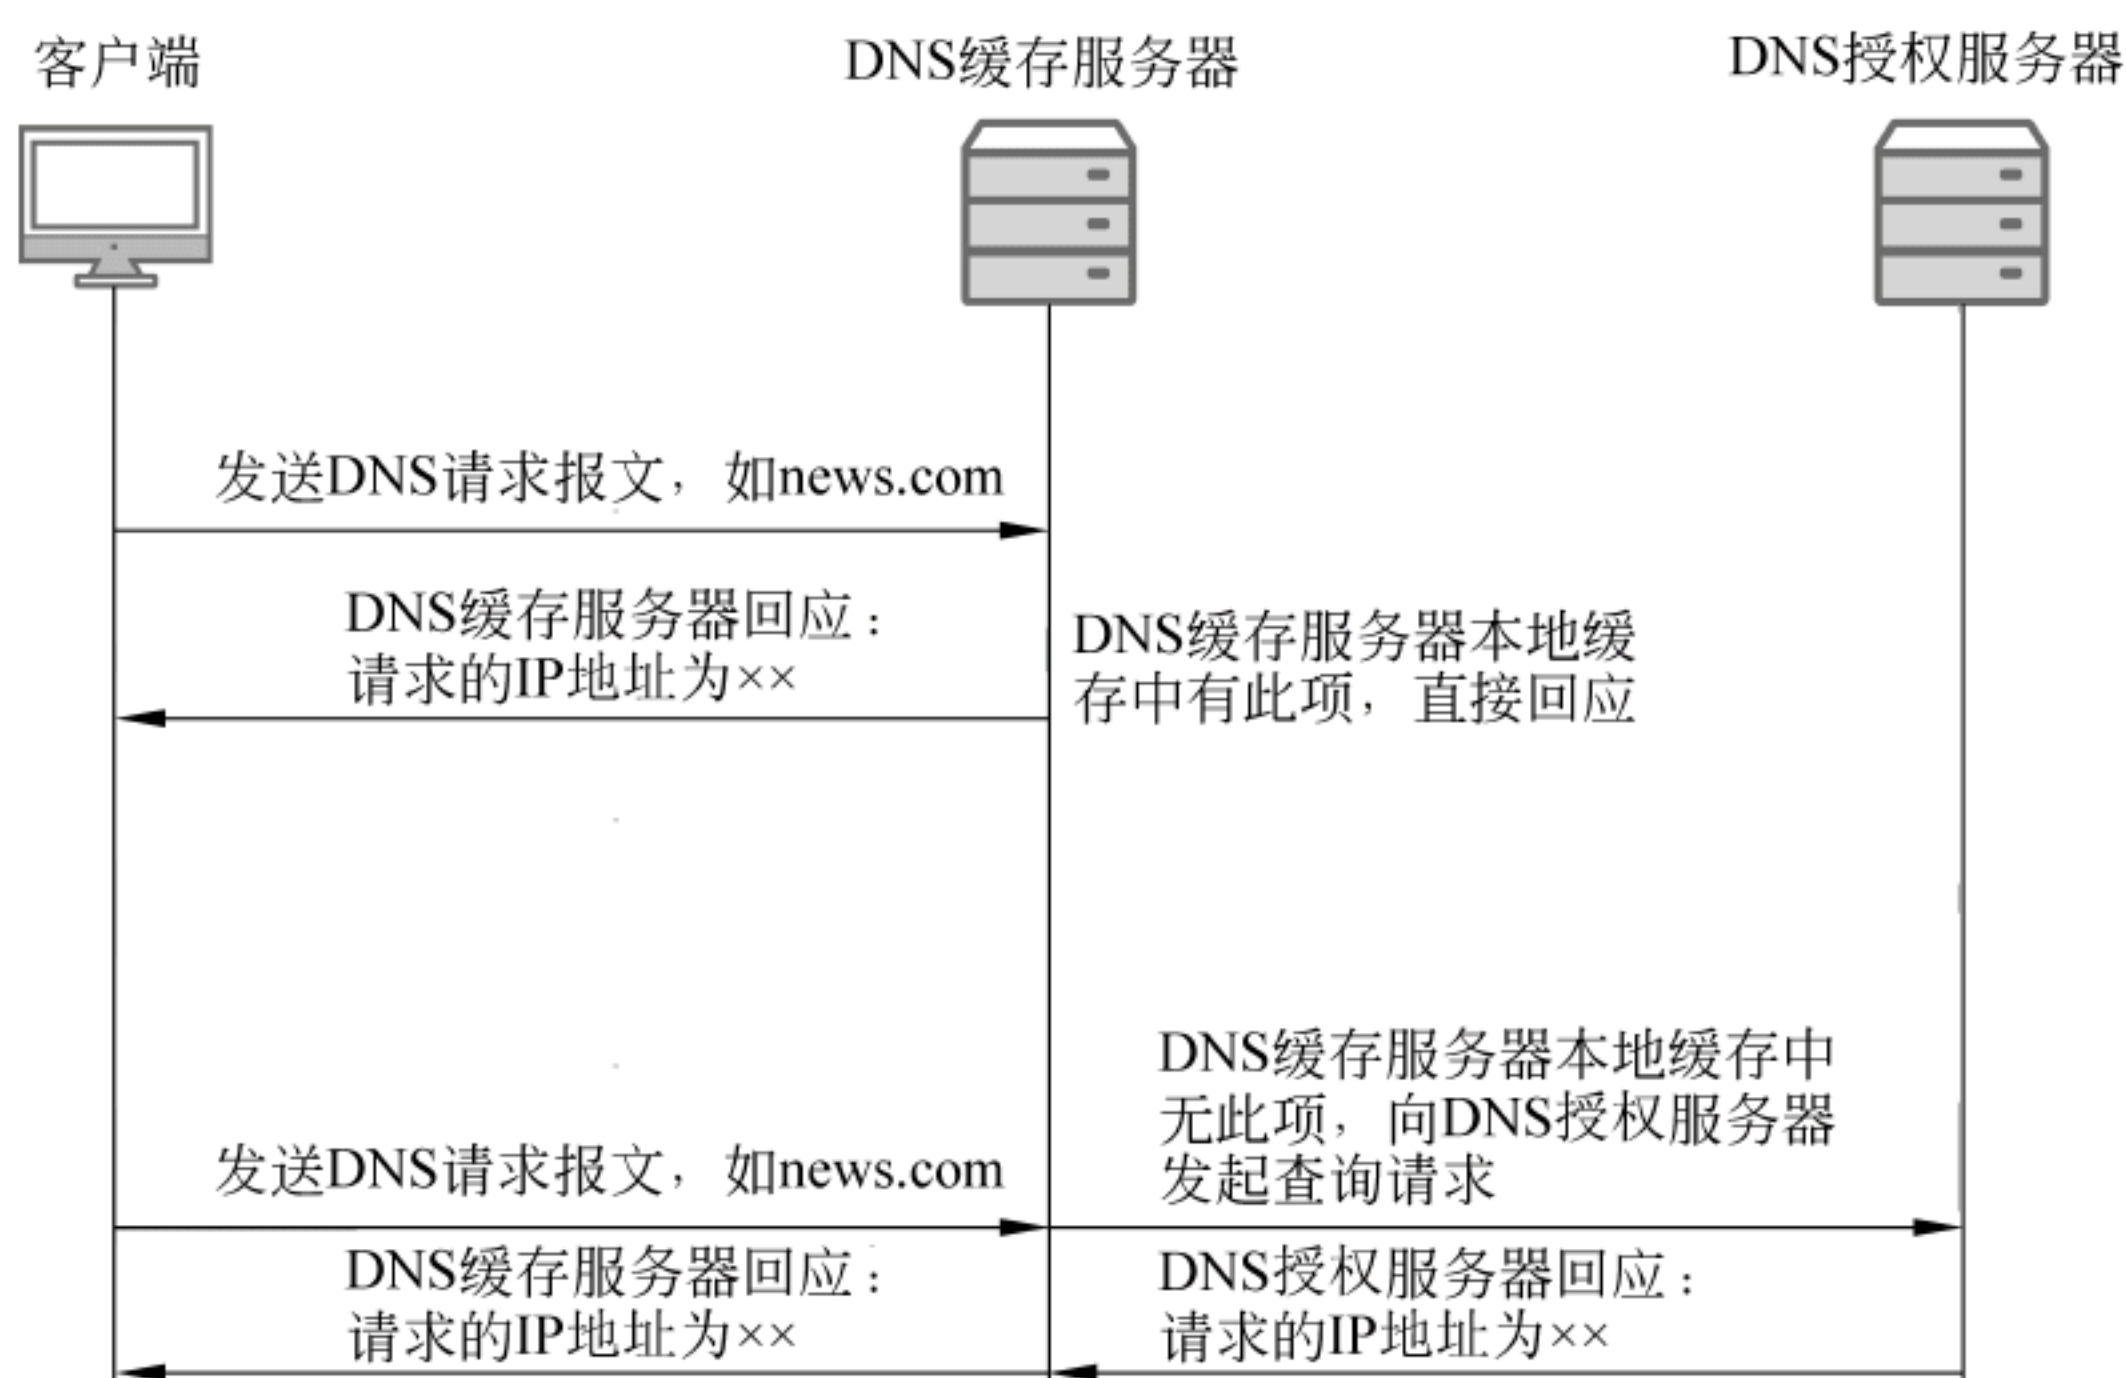 客户端
DNS缓存服务器
DNS授权服务器
发送DNS请求报文，如news.com
DNS缓存服务器回应：
请求的IP地址为××
DNS缓存服务器本地缓
存中有此项，直接回应
DNS缓存服务器本地缓存中
无此项，向DNS授权服务器
发起查询请求
发送DNS请求报文，如news.com
DNS缓存服务器回应：
请求的IP地址为××
DNS授权服务器回应：
请求的IP地址为××